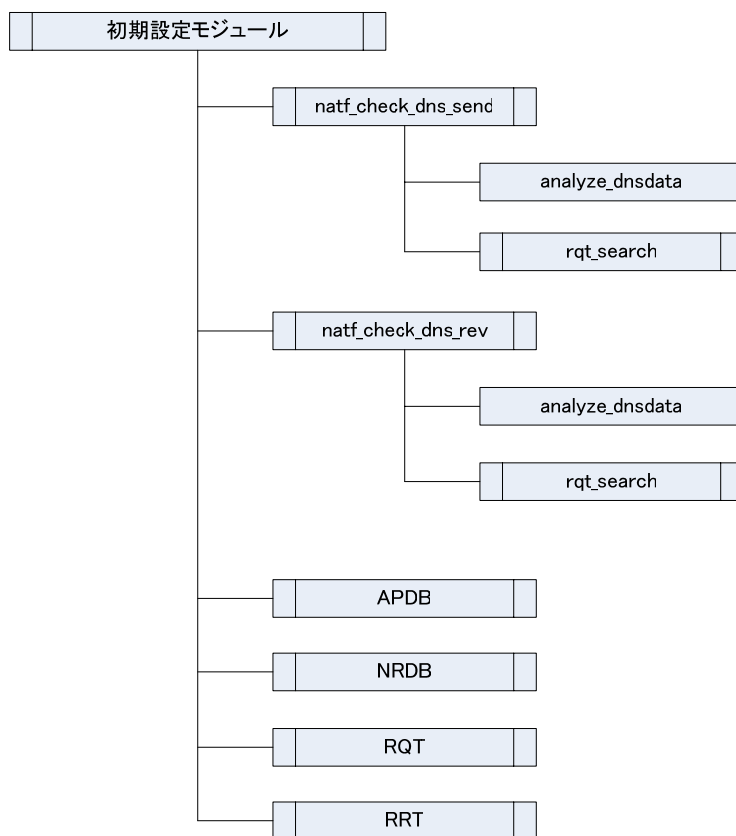 初期設定モジュール
natf_check_dns_send
analyze_dnsdata
rqt_search
natf_check_dns_rev
analyze_dnsdata
rqt_search
APDB
NRDB
RQT
RRT